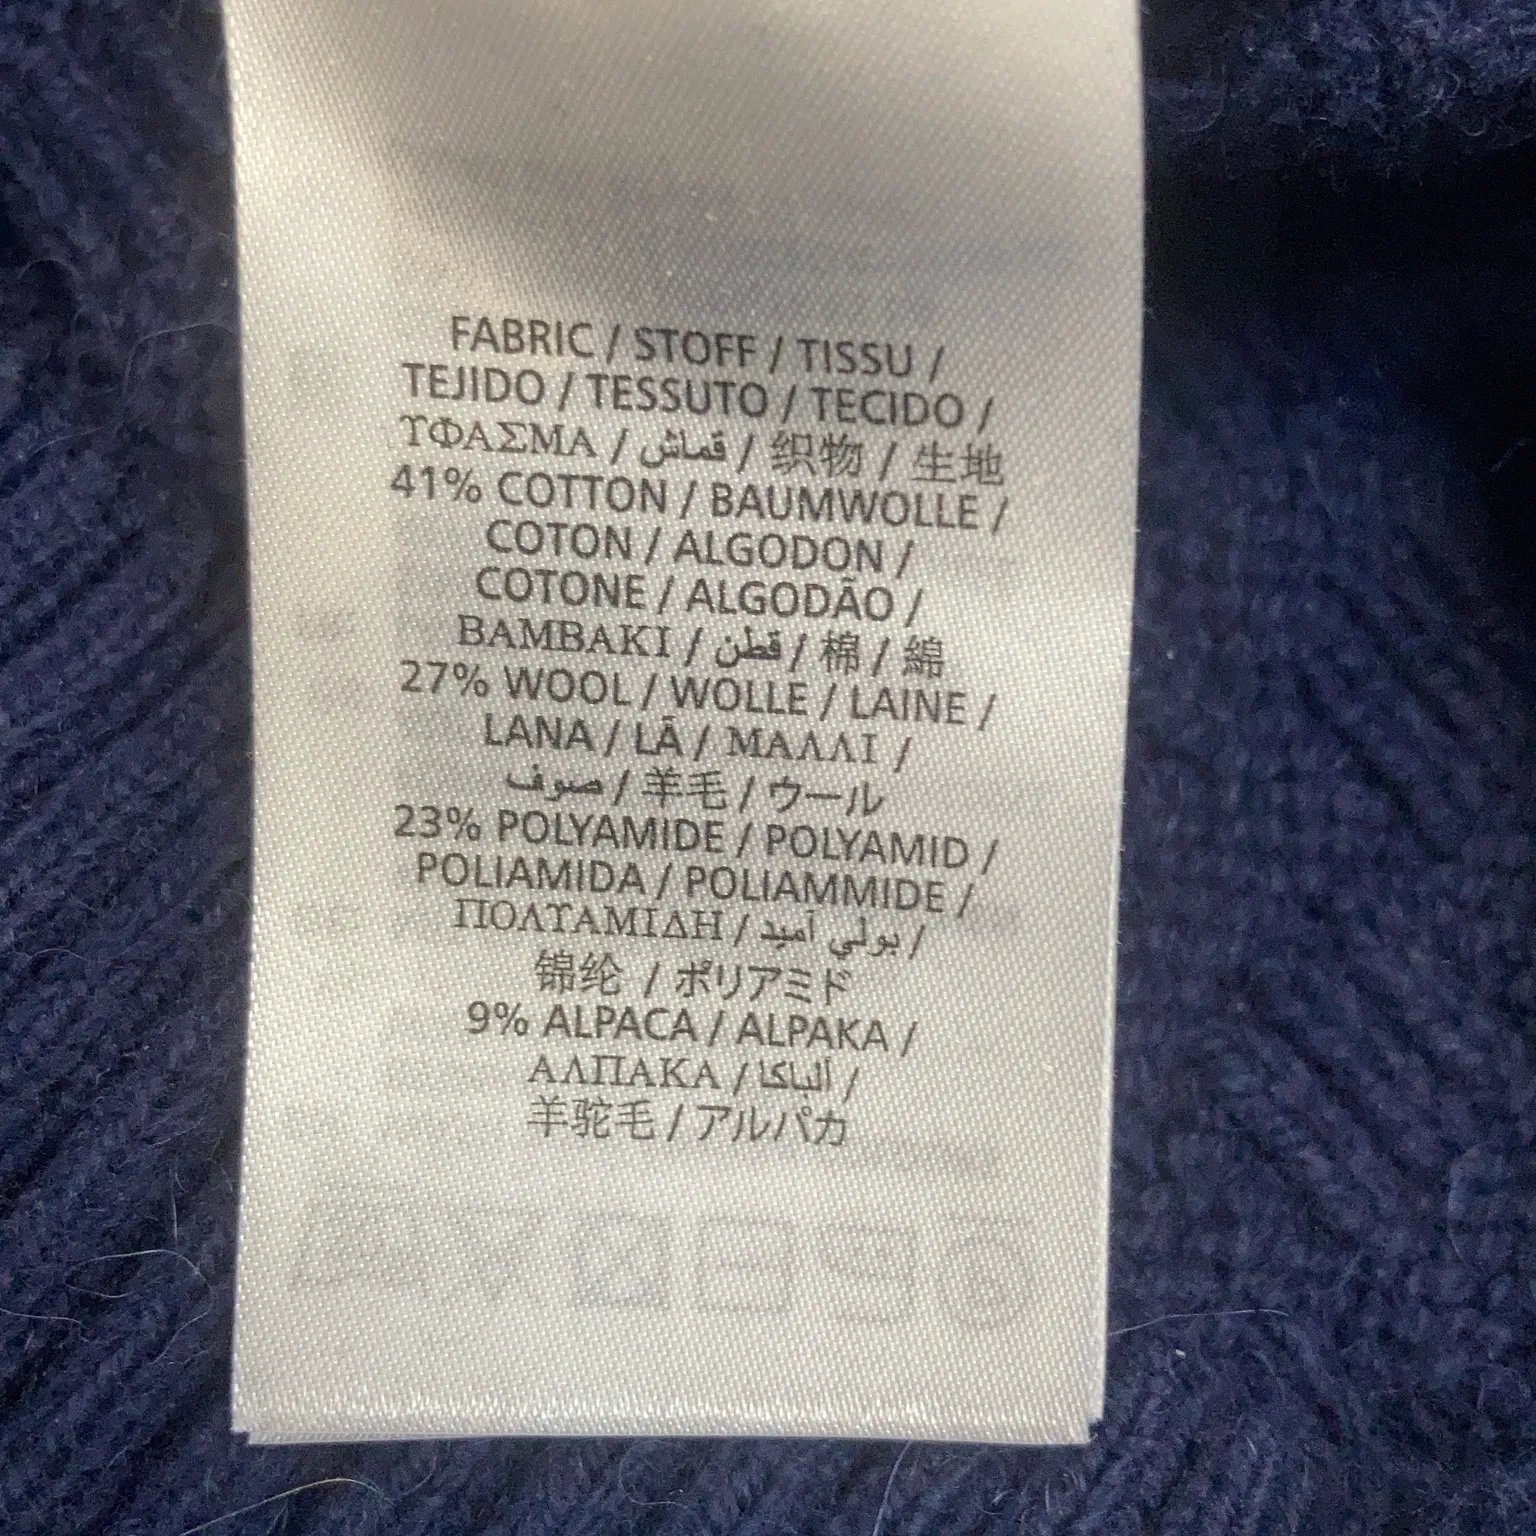 FABRIC / STOFF / TISSU /
TEJIDO / TESSUTO / TECIDO /
ΥΦΑΣΜΑ / قماش / 织物 / 生地
41% COTTON / BAUMWOLLE /
COTON / ALGODON /
COTONE / ALGODÃO /
ΒΑΜΒΑΚΙ / قطن / 棉 / 綿
27% WOOL / WOLLE / LAINE /
LANA / LÃ / ΜΑΛΛΙ /
صوف / 羊毛 / ウール
23% POLYAMIDE / POLYAMID /
POLIAMIDA / POLIAMMIDE /
ΠΟΛΥΑΜΙΔΗ / بولي أميد /
锦纶 / ポリアミド
9% ALPACA / ALPAKA /
ΑΛΠΑΚΑ / ألباكا /
羊驼毛 / アルパカ